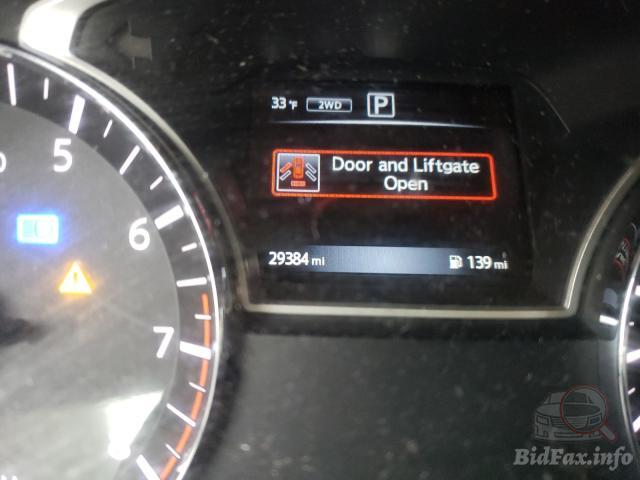 33 °F 2WD P
Door and Liftgate
Open
29384 mi 139 mi
5
6
7
BidFax.info